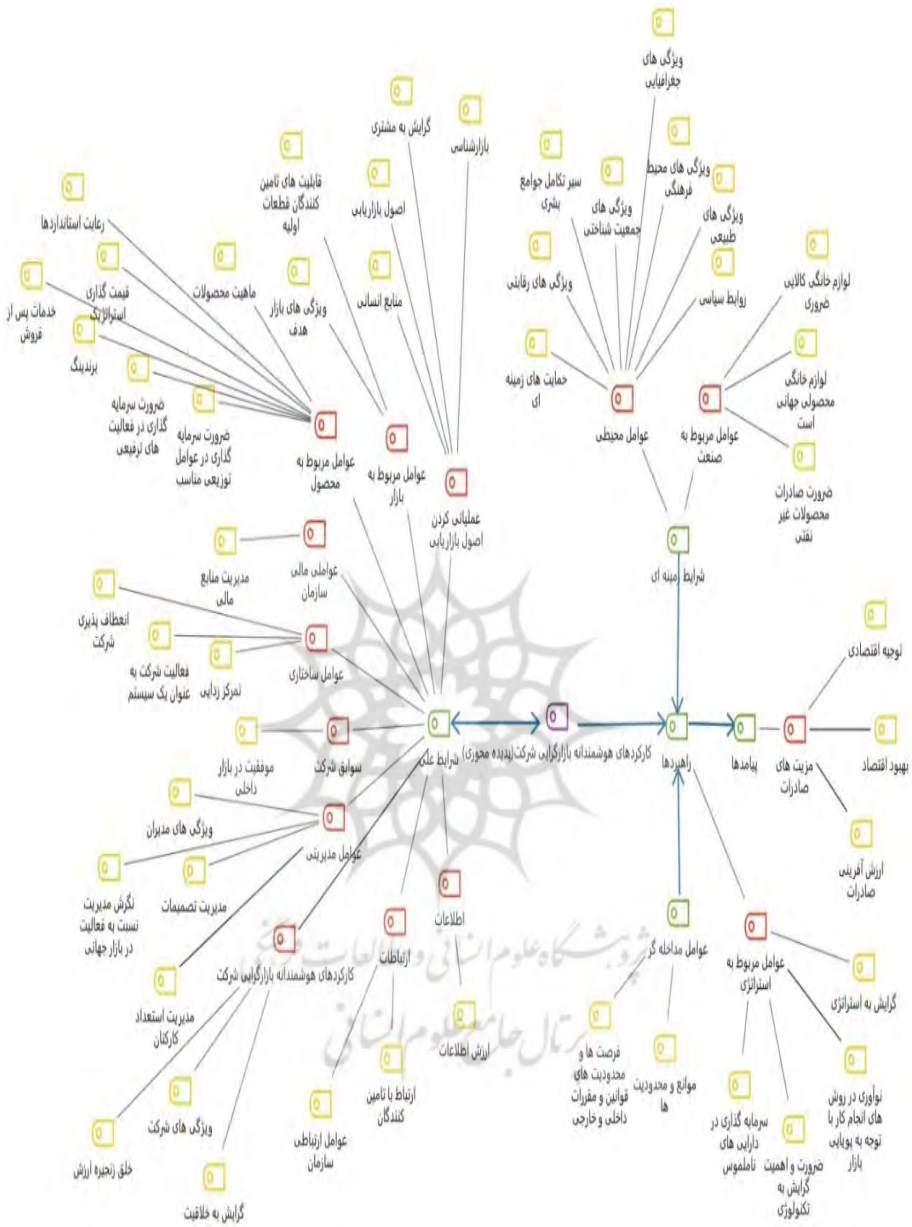 ویژگی های
جغرافیایی
گرایش به مشتری
بازارشناسی
قابلیت های تامین
کنندگان قطعات
اولیه
اصول بازاریابی
سیر تکامل جوامع
بشری
ویژگی های
جمعیت شناختی
ویژگی های محیط
فرهنگی
ویژگی های
طبیعی
رعایت استانداردها
ماهیت محصولات
ویژگی های بازار
هدف
منابع انسانی
ویژگی های رقابتی
روابط سیاسی
لوازم خانگی کالایی
ضروری
قیمت گذاری
استراتژیک
خدمات پس از
فروش
برندینگ
ضرورت سرمایه
گذاری در فعالیت
های ترفیعی
ضرورت سرمایه
گذاری در عوامل
توزیعی مناسب
حمایت های زمینه
ای
لوازم خانگی
محصولی جهانی
است
عوامل مربوط به
محصول
عوامل مربوط به
بازار
عملیاتی کردن
اصول بازاریابی
عوامل محیطی
عوامل مربوط به
صنعت
ضرورت صادرات
محصولات غیر
نفتی
مدیریت منابع
مالی
عواملی مالی
سازمان
شرایط زمینه ای
انعطاف پذیری
شرکت
فعالیت شرکت به
عنوان یک سیستم
تمرکز زدایی
عوامل ساختاری
توجیه اقتصادی
موفقیت در بازار
داخلی
سوابق شرکت
شرایط علی
کارکردهای هوشمندانه بازارگرایی شرکت(پدیده محوری)
راهبردها
پیامدها
مزیت های
صادرات
بهبود اقتصاد
ویژگی های مدیران
عوامل مدیریتی
نگرش مدیریت
نسبت به فعالیت
در بازار جهانی
مدیریت تصمیمات
ارزش آفرینی
صادرات
مدیریت استعداد
کارکنان
کارکردهای هوشمندانه بازارگرایی شرکت
ارتباطات
اطلاعات
عوامل مداخله گر
عوامل مربوط به
استراتژی
گرایش به استراتژی
پژوهشگاه علوم انسانی و مطالعات فرهنگی
پرتال جامع علوم انسانی
خلق زنجیره ارزش
ویژگی های شرکت
گرایش به خلاقیت
عوامل ارتباطی
سازمان
ارتباط با تامین
کنندگان
ارزش اطلاعات
فرصت ها و
محدودیت های
قوانین و مقررات
داخلی و خارجی
موانع و محدودیت
ها
سرمایه گذاری در
دارایی های
ناملموس
ضرورت و اهمیت
گرایش به
تکنولوژی
نوآوری در روش
های انجام کار با
توجه به پویایی
بازار